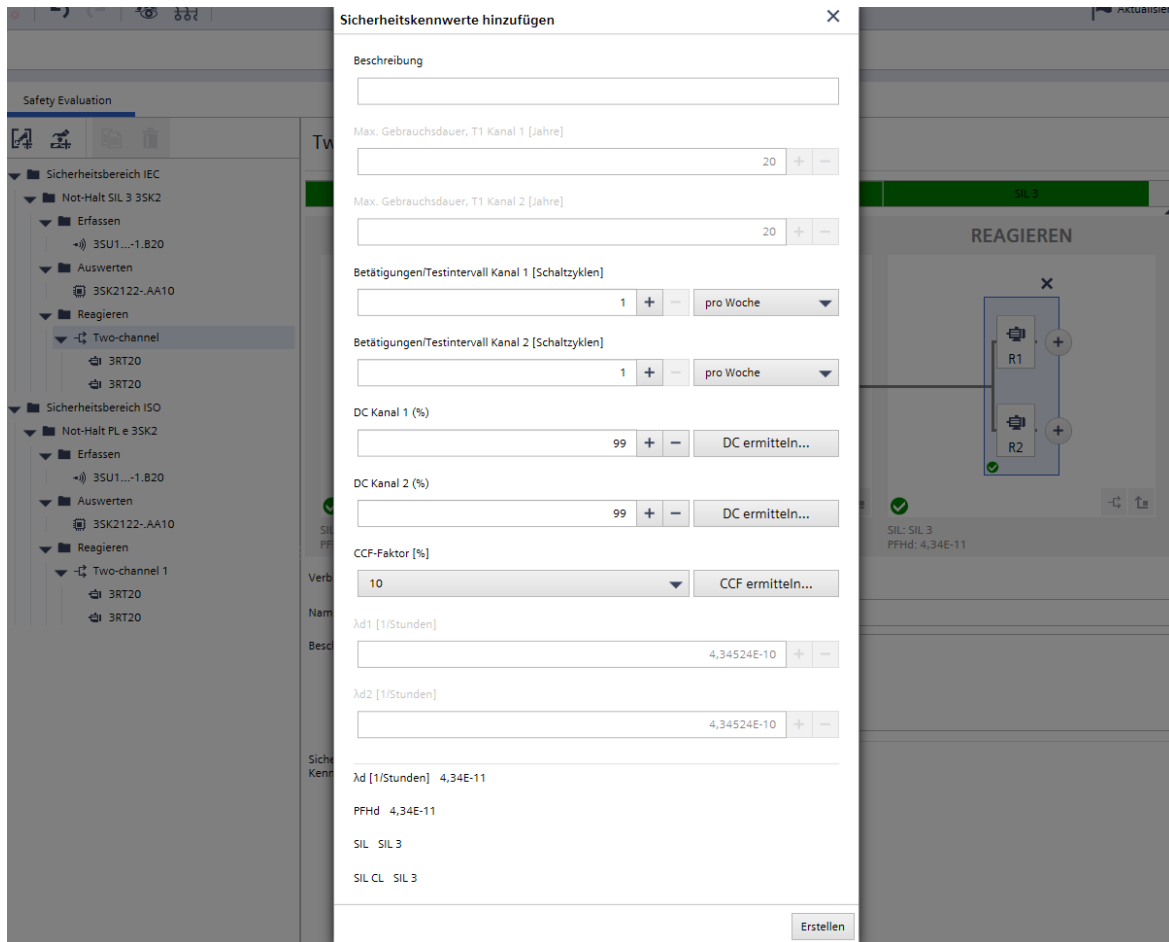 Sicherheitskennwerte hinzufügen
Aktualisier
Safety Evaluation
Beschreibung
Tw
Max. Gebrauchsdauer, T1 Kanal 1 [Jahre]
20 + −
Max. Gebrauchsdauer, T1 Kanal 2 [Jahre]
20 + −
Betätigungen/Testintervall Kanal 1 [Schaltzyklen]
1 + − pro Woche
Betätigungen/Testintervall Kanal 2 [Schaltzyklen]
1 + − pro Woche
DC Kanal 1 (%)
99 + − DC ermitteln...
DC Kanal 2 (%)
99 + − DC ermitteln...
CCF-Faktor [%]
10 CCF ermitteln...
λd1 [1/Stunden]
4,34524E-10 + −
λd2 [1/Stunden]
4,34524E-10 + −
λd [1/Stunden] 4,34E-11
PFHd 4,34E-11
SIL SIL 3
SIL CL SIL 3
Erstellen
Sicherheitsbereich IEC
Not-Halt SIL 3 3SK2
Erfassen
3SU1...-1.B20
Auswerten
3SK2122-.AA10
Reagieren
Two-channel
3RT20
3RT20
Sicherheitsbereich ISO
Not-Halt PL e 3SK2
Erfassen
3SU1...-1.B20
Auswerten
3SK2122-.AA10
Reagieren
Two-channel 1
3RT20
3RT20
SIL
PF
Verb
Nam
Besch
Siche
Kenn
SIL 3
REAGIEREN
R1
R2
SIL: SIL 3
PFHd: 4,34E-11